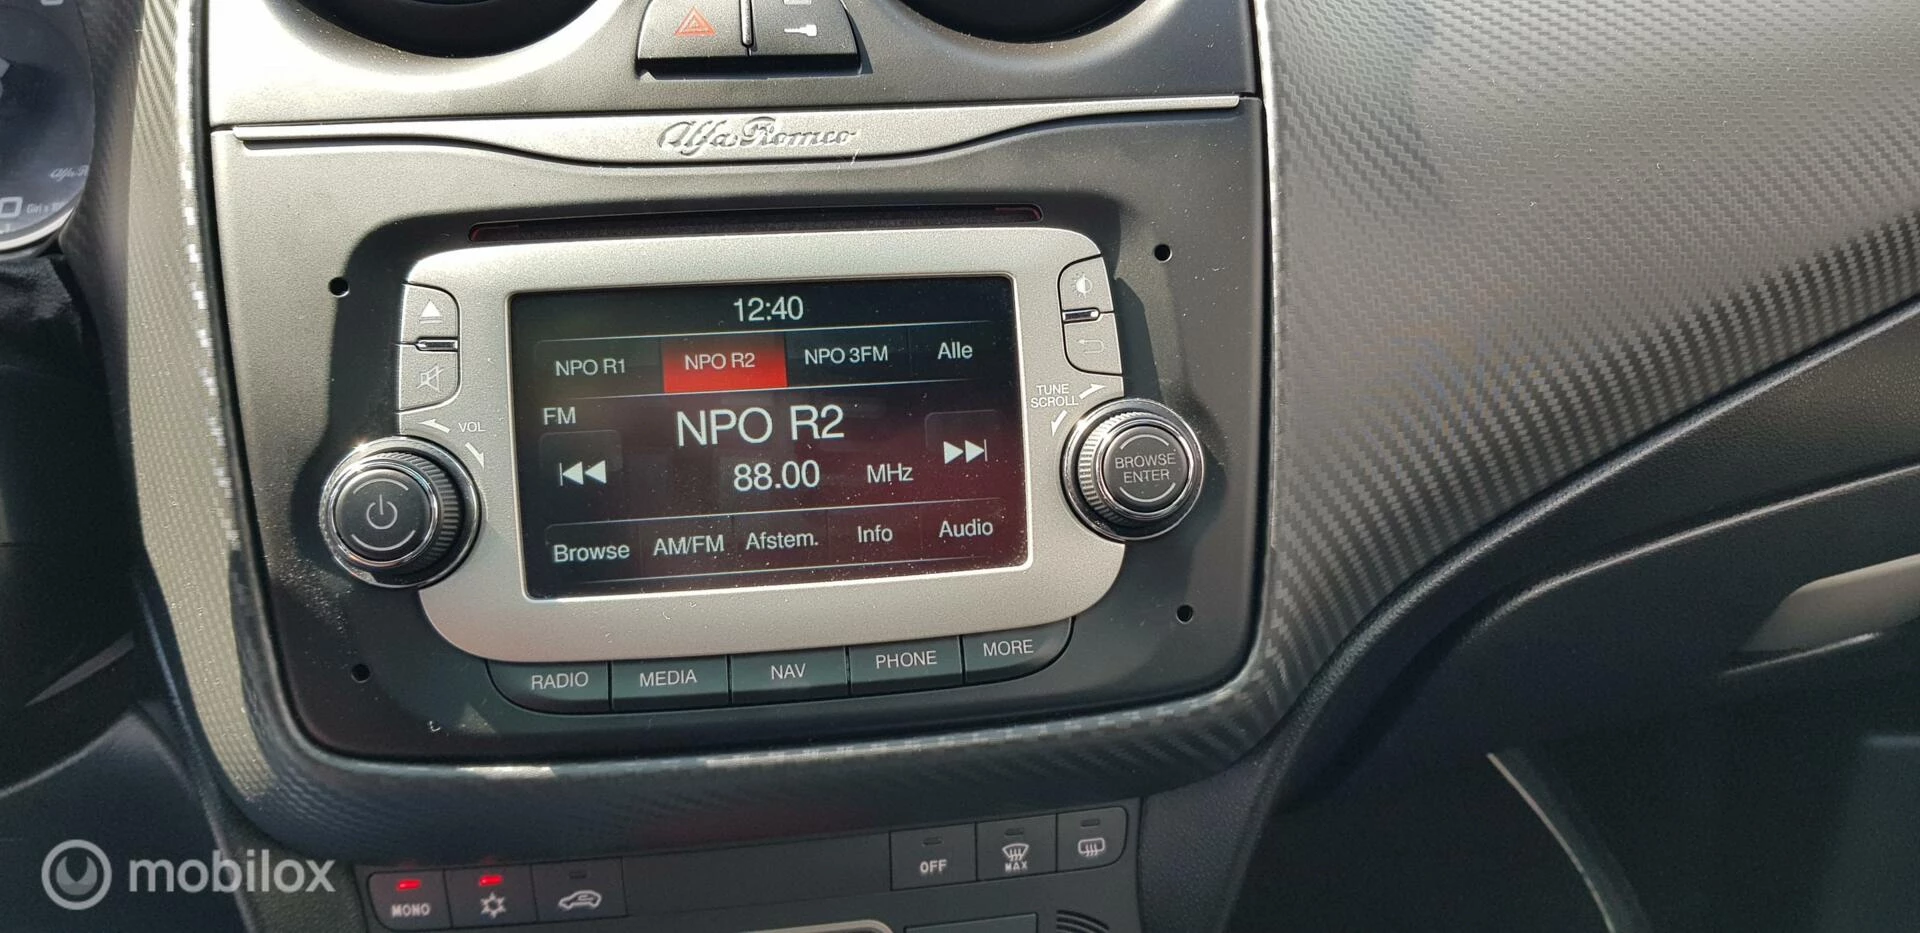 Alfa Romeo
12:40
NPO R1 NPO R2 NPO 3FM Alle
FM
NPO R2
88.00 MHz
Browse AM/FM Afstem. Info Audio
VOL
TUNE
SCROLL
BROWSE
ENTER
RADIO MEDIA NAV PHONE MORE
OFF MAX
MONO
mobilox